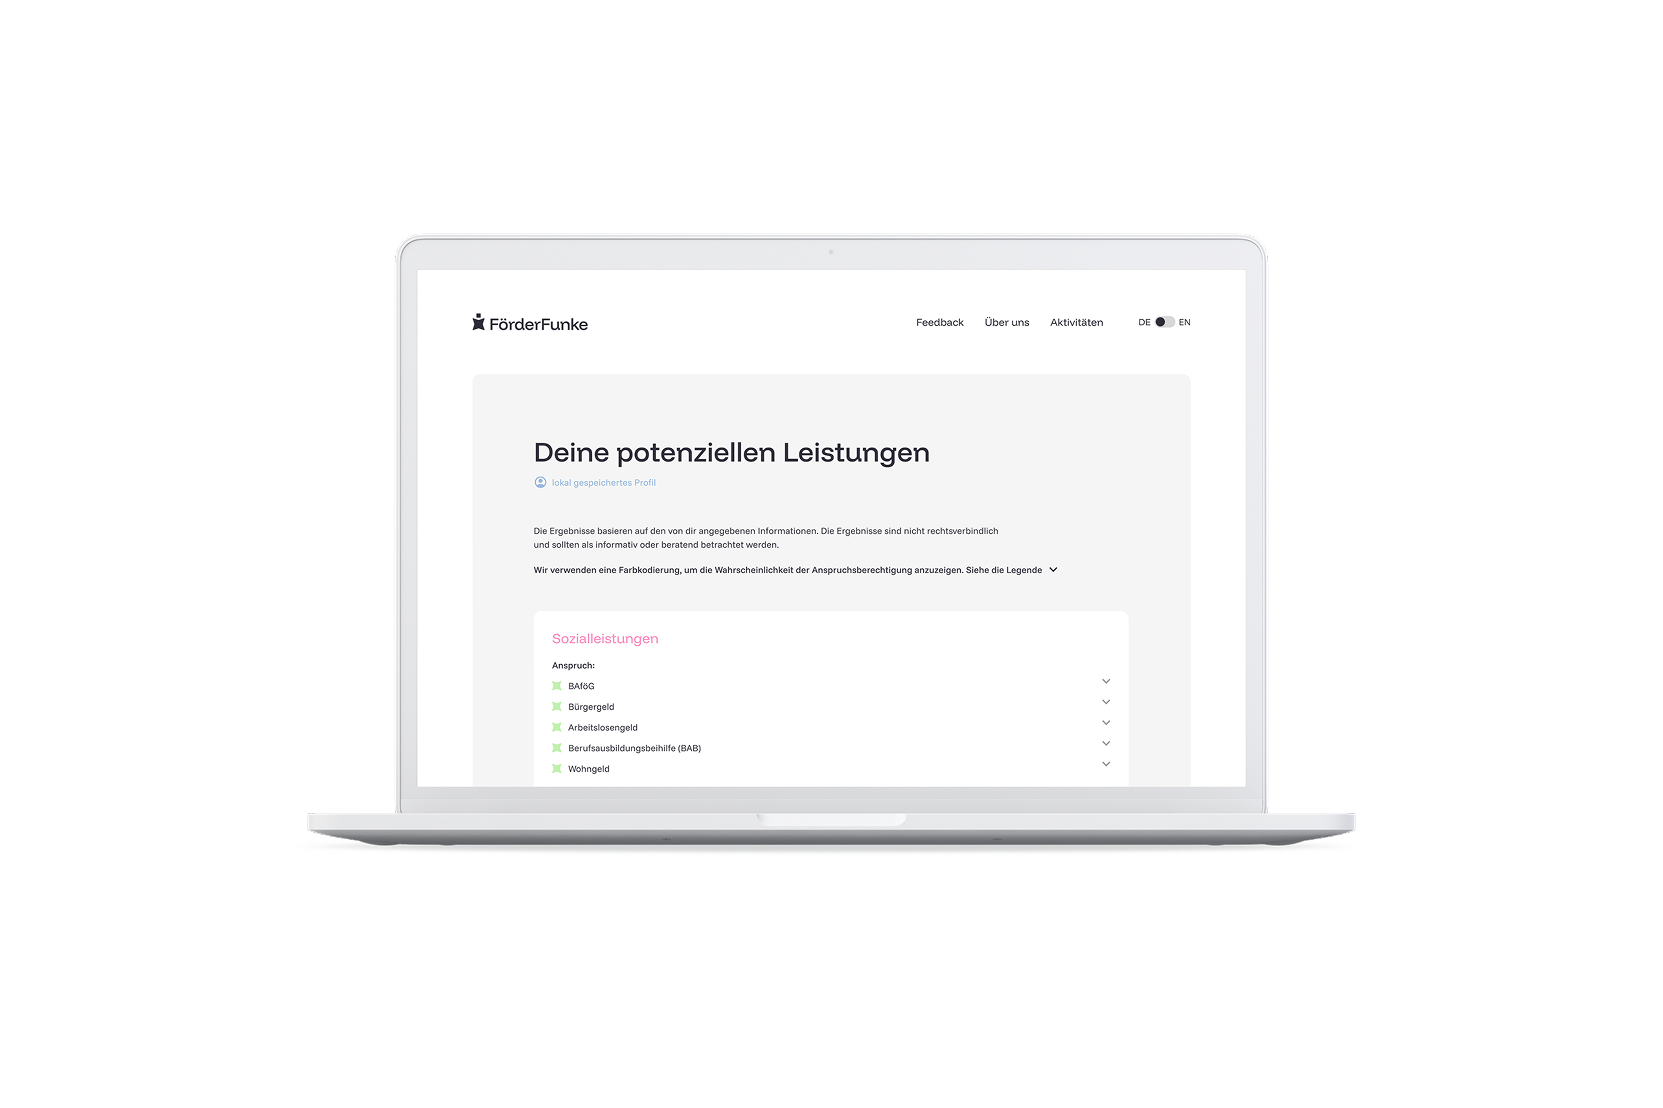 FörderFunke
Feedback Über uns Aktivitäten DE EN
Deine potenziellen Leistungen
lokal gespeichertes Profil
Die Ergebnisse basieren auf den von dir angegebenen Informationen. Die Ergebnisse sind nicht rechtsverbindlich
und sollten als informativ oder beratend betrachtet werden.
Wir verwenden eine Farbkodierung, um die Wahrscheinlichkeit der Anspruchsberechtigung anzuzeigen. Siehe die Legende
Sozialleistungen
Anspruch:
BAföG
Bürgergeld
Arbeitslosengeld
Berufsausbildungsbeihilfe (BAB)
Wohngeld